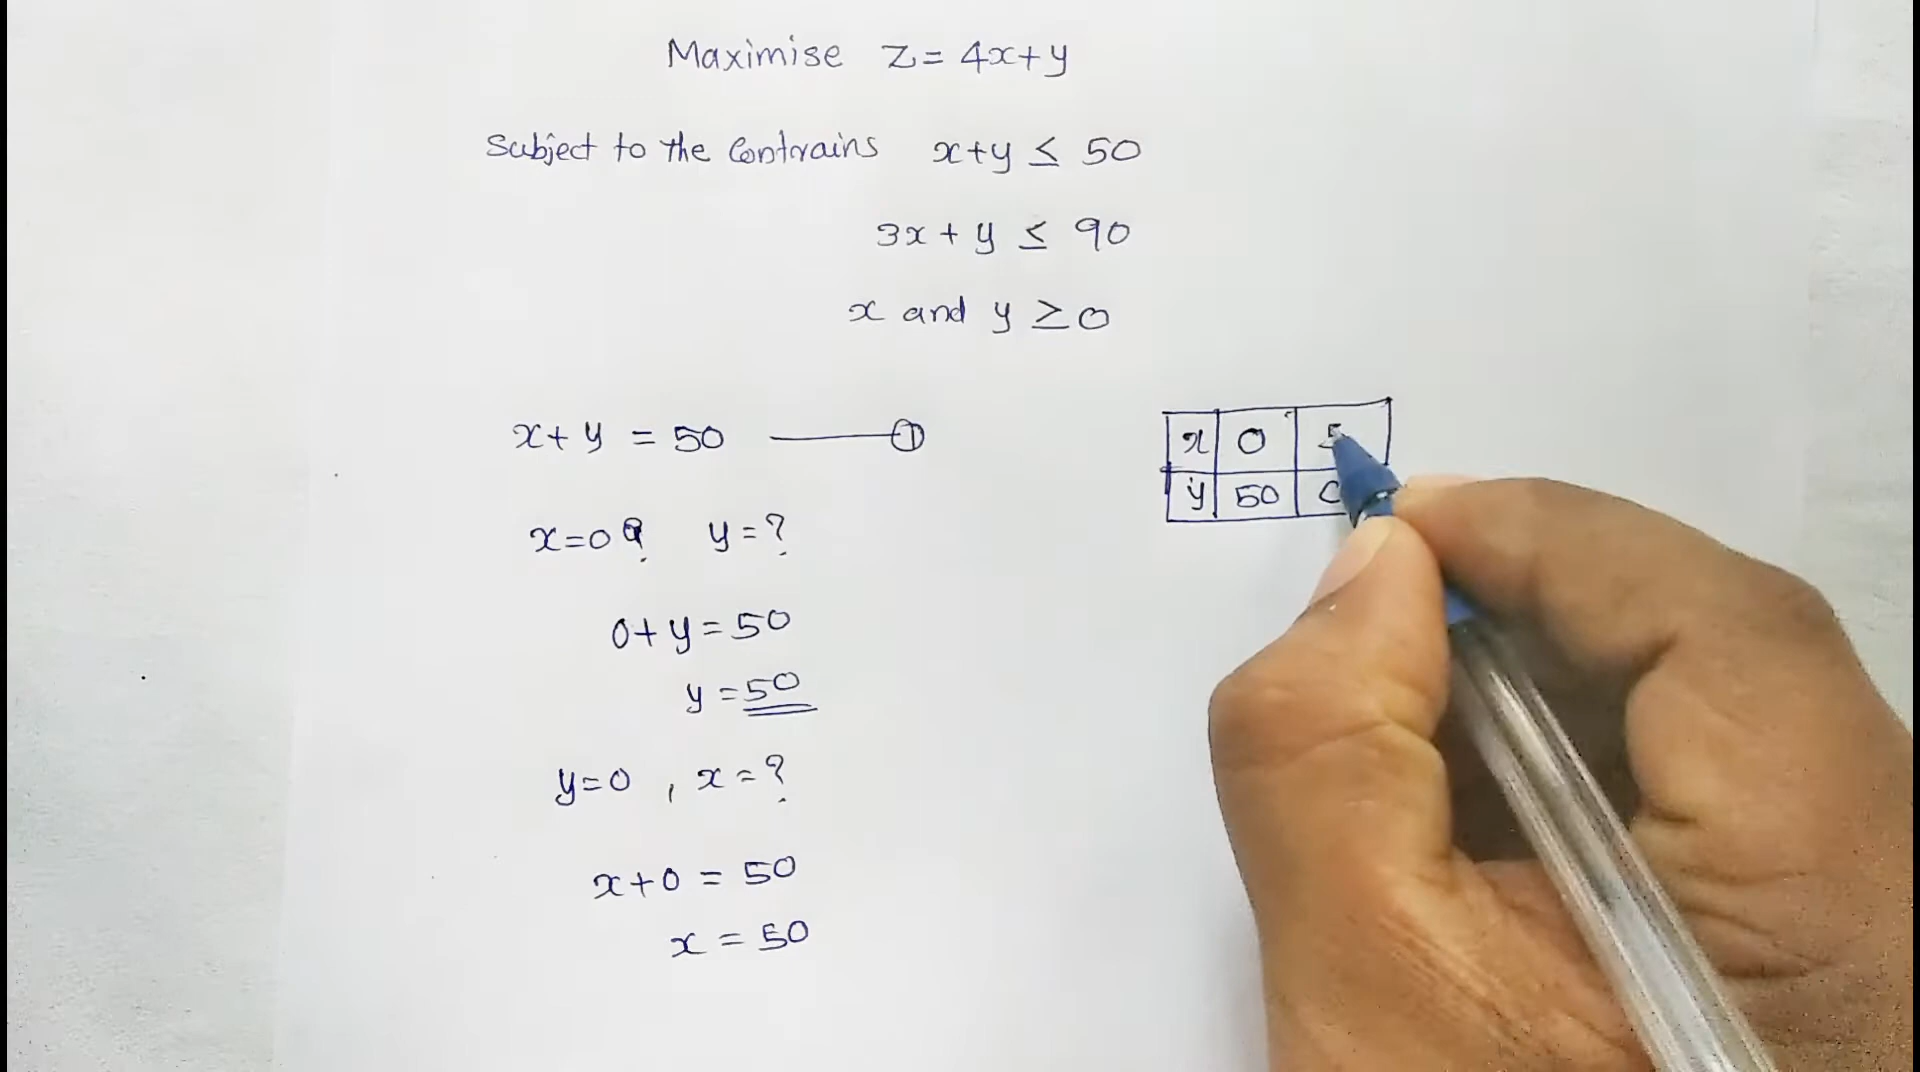 Maximise Z = 4x+y
Subject to the Contrains x+y ≤ 50
3x + y ≤ 90
x and y ≥ 0
x + y = 50 ——— ①
x=0 ? y = ?
0+ y = 50
y = 50
y=0 , x = ?
x+0 = 50
x = 50
x 0 5
y 50